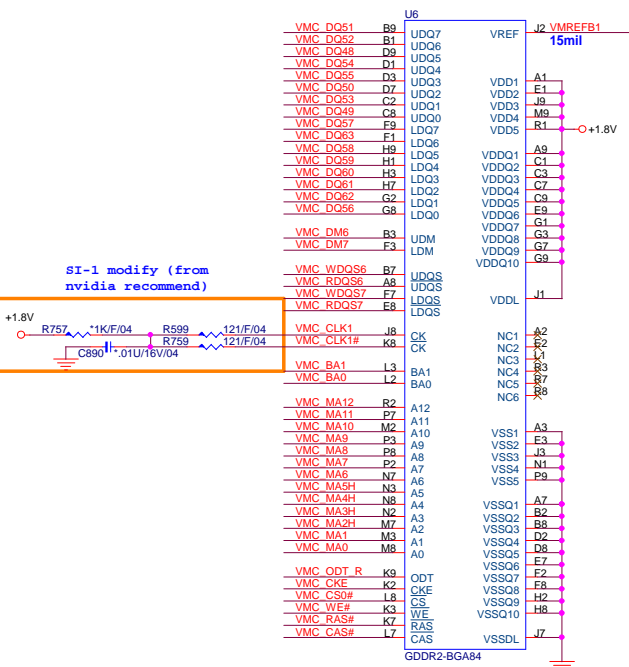 U6
VMC_DQ51 B9 UDQ7 VREF J2 VMREFB1
VMC_DQ52 B1 UDQ6 15mil
VMC_DQ48 D9 UDQ5
VMC_DQ54 D1 UDQ4
VMC_DQ55 D3 UDQ3 VDD1 A1
VMC_DQ50 D7 UDQ2 VDD2 E1
VMC_DQ53 C2 UDQ1 VDD3 J9
VMC_DQ49 C8 UDQ0 VDD4 M9
VMC_DQ57 F9 LDQ7 VDD5 R1 +1.8V
VMC_DQ63 F1 LDQ6
VMC_DQ58 H9 LDQ5 VDDQ1 A9
VMC_DQ59 H1 LDQ4 VDDQ2 C1
VMC_DQ60 H3 LDQ3 VDDQ3 C3
VMC_DQ61 H7 LDQ2 VDDQ4 C7
VMC_DQ62 G2 LDQ1 VDDQ5 C9
VMC_DQ56 G8 LDQ0 VDDQ6 E9
VDDQ7 G1
VMC_DM6 B3 UDM VDDQ8 G3
VMC_DM7 F3 LDM VDDQ9 G7
VDDQ10 G9
SI-1 modify (from
nvidia recommend)
VMC_WDQS6 B7 UDQS
VMC_RDQS6 A8 UDQS
VMC_WDQS7 F7 LDQS VDDL J1
VMC_RDQS7 E8 LDQS
+1.8V
R757 *1K/F/04 R599 121/F/04 VMC_CLK1 J8 CK NC1 A2
R759 121/F/04 VMC_CLK1# K8 CK NC2 E2
C890 *.01U/16V/04
NC3 L1
VMC_BA1 L3 BA1 NC4 R3
VMC_BA0 L2 BA0 NC5 R7
NC6 R8
VMC_MA12 R2 A12
VMC_MA11 P7 A11
VMC_MA10 M2 A10 VSS1 A3
VMC_MA9 P3 A9 VSS2 E3
VMC_MA8 P8 A8 VSS3 J3
VMC_MA7 P2 A7 VSS4 N1
VMC_MA6 N7 A6 VSS5 P9
VMC_MA5H N3 A5
VMC_MA4H N8 A4 VSSQ1 A7
VMC_MA3H N2 A3 VSSQ2 B2
VMC_MA2H M7 A2 VSSQ3 B8
VMC_MA1 M3 A1 VSSQ4 D2
VMC_MA0 M8 A0 VSSQ5 D8
VSSQ6 E7
VMC_ODT_R K9 ODT VSSQ7 F2
VMC_CKE K2 CKE VSSQ8 F8
VMC_CS0# L8 CS VSSQ9 H2
VMC_WE# K3 WE VSSQ10 H8
VMC_RAS# K7 RAS
VMC_CAS# L7 CAS VSSDL J7
GDDR2-BGA84